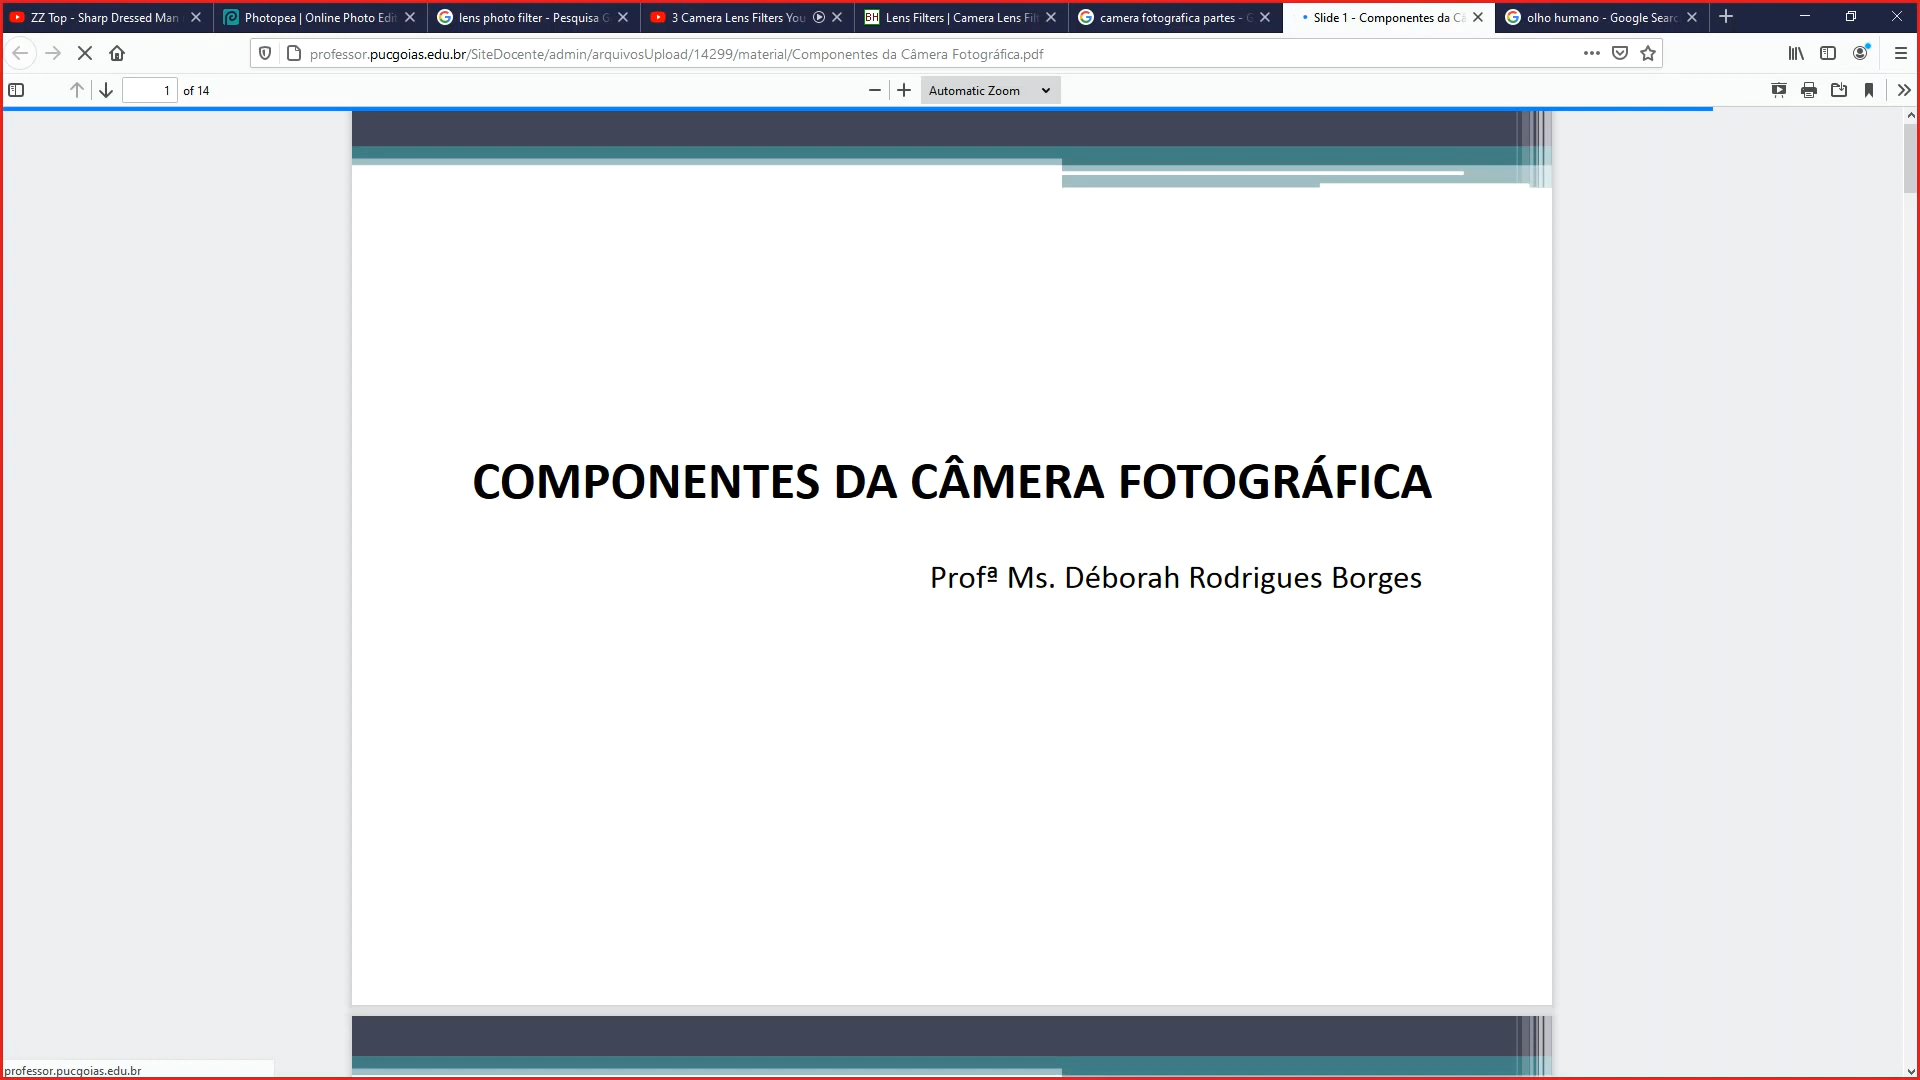 ZZ Top - Sharp Dressed Man
Photopea | Online Photo Edit
lens photo filter - Pesquisa G
3 Camera Lens Filters You
BH Lens Filters | Camera Lens Filt
camera fotografica partes - G
Slide 1 - Componentes da Câ
olho humano - Google Searc
professor.pucgoias.edu.br/SiteDocente/admin/arquivosUpload/14299/material/Componentes da Câmera Fotográfica.pdf
1 of 14
Automatic Zoom
COMPONENTES DA CÂMERA FOTOGRÁFICA
Profª Ms. Déborah Rodrigues Borges
professor.pucgoias.edu.br